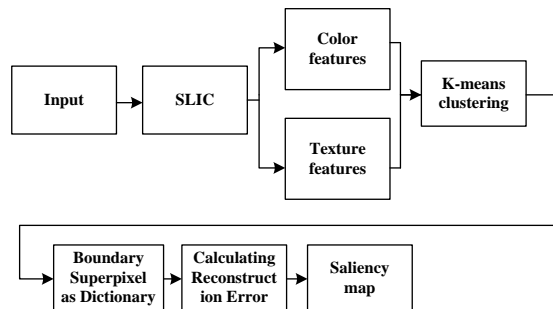 Color
features
Input
SLIC
K-means
clustering
Texture
features
Boundary
Superpixel
as Dictionary
Calculating
Reconstruct
ion Error
Saliency
map